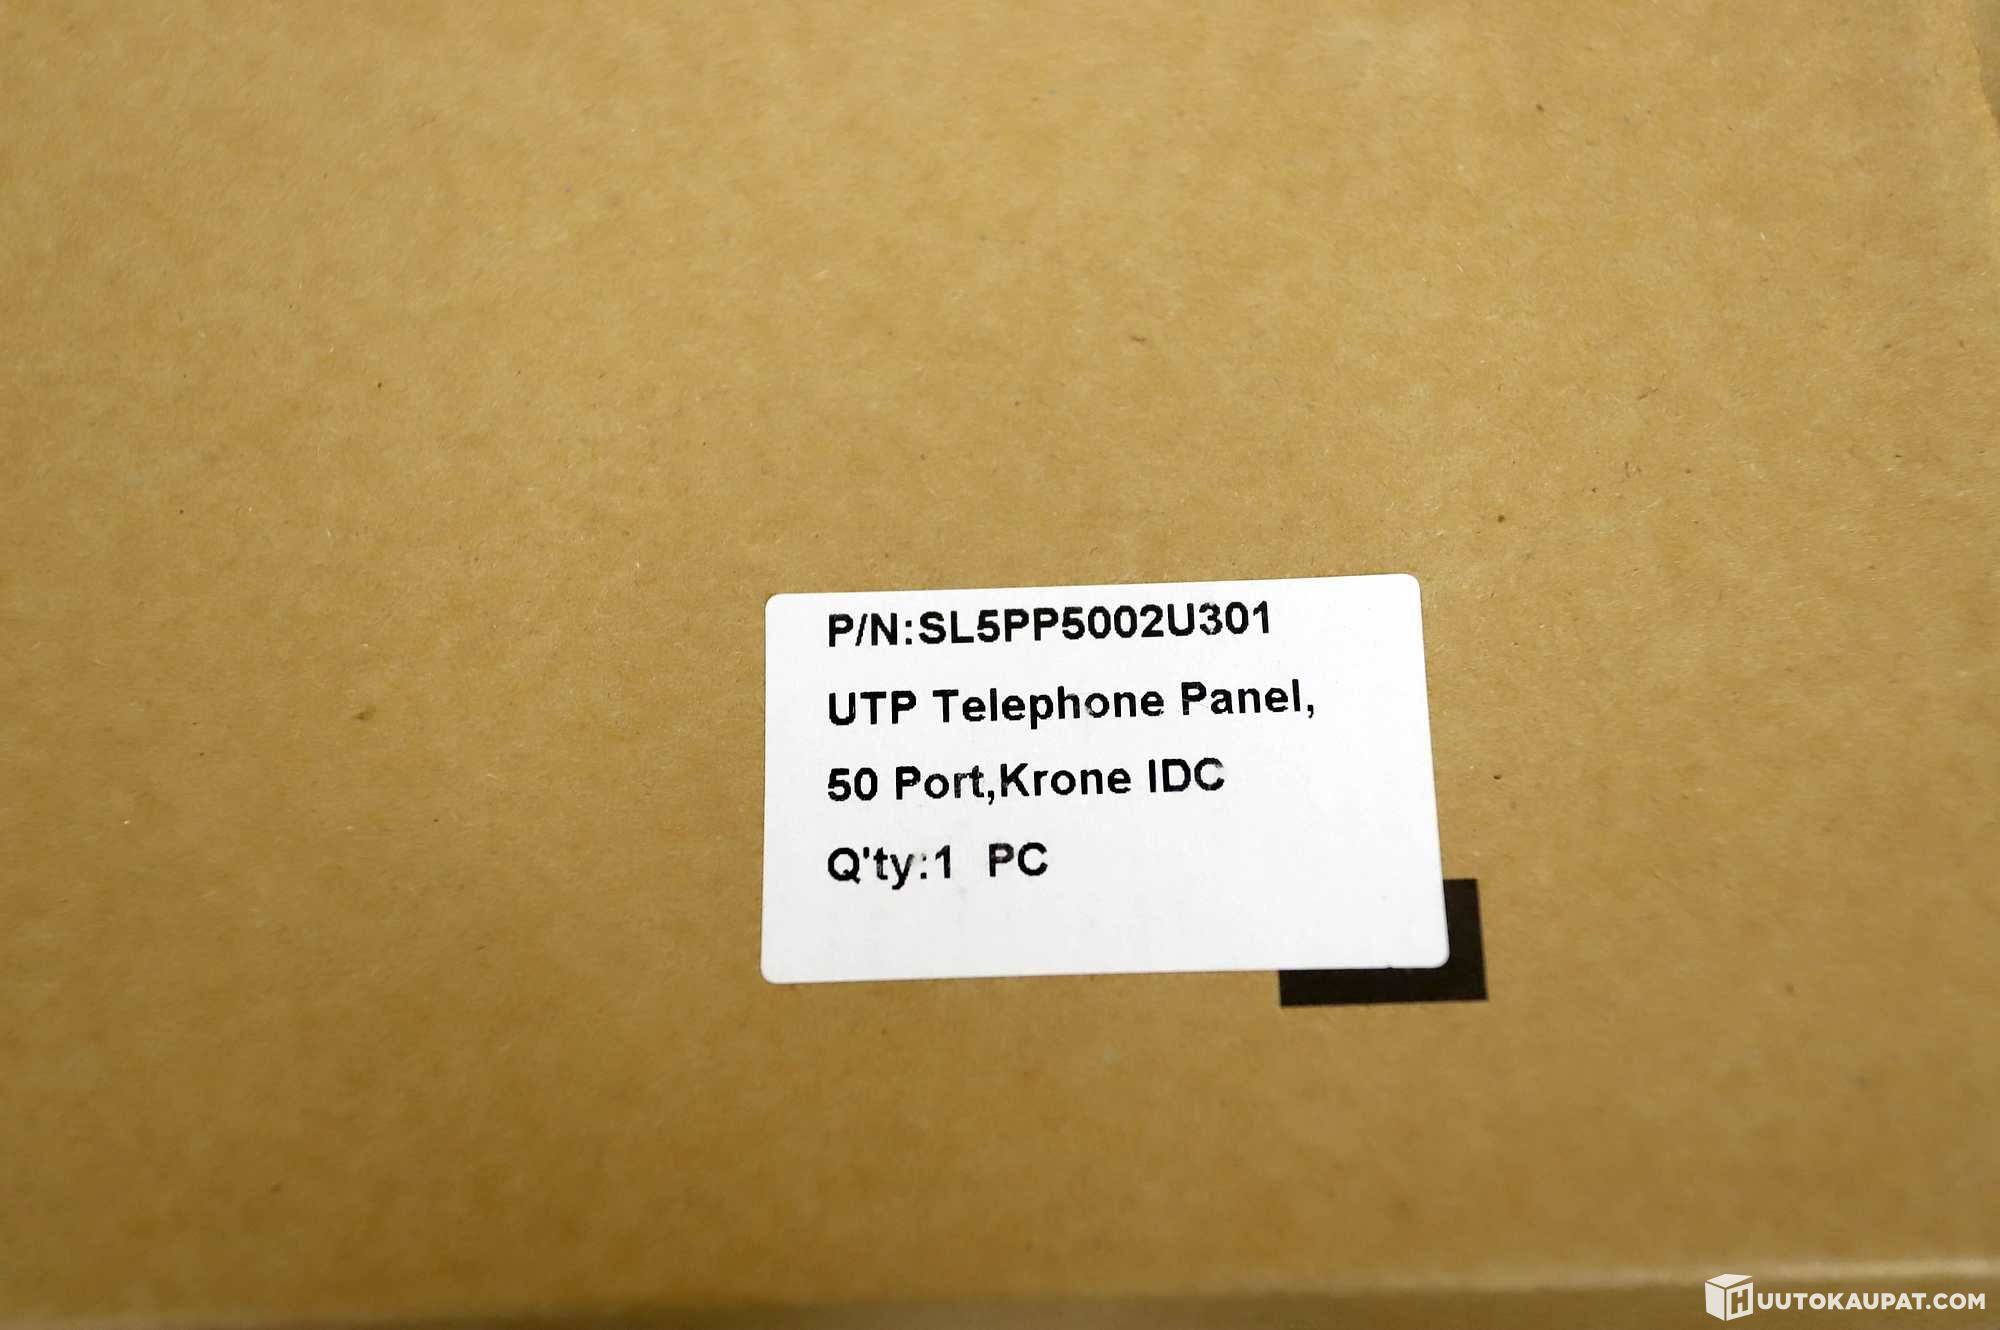 P/N:SL5PP5002U301
UTP Telephone Panel,
50 Port,Krone IDC
Q'ty:1 PC
HUUTOKAUPAT.COM